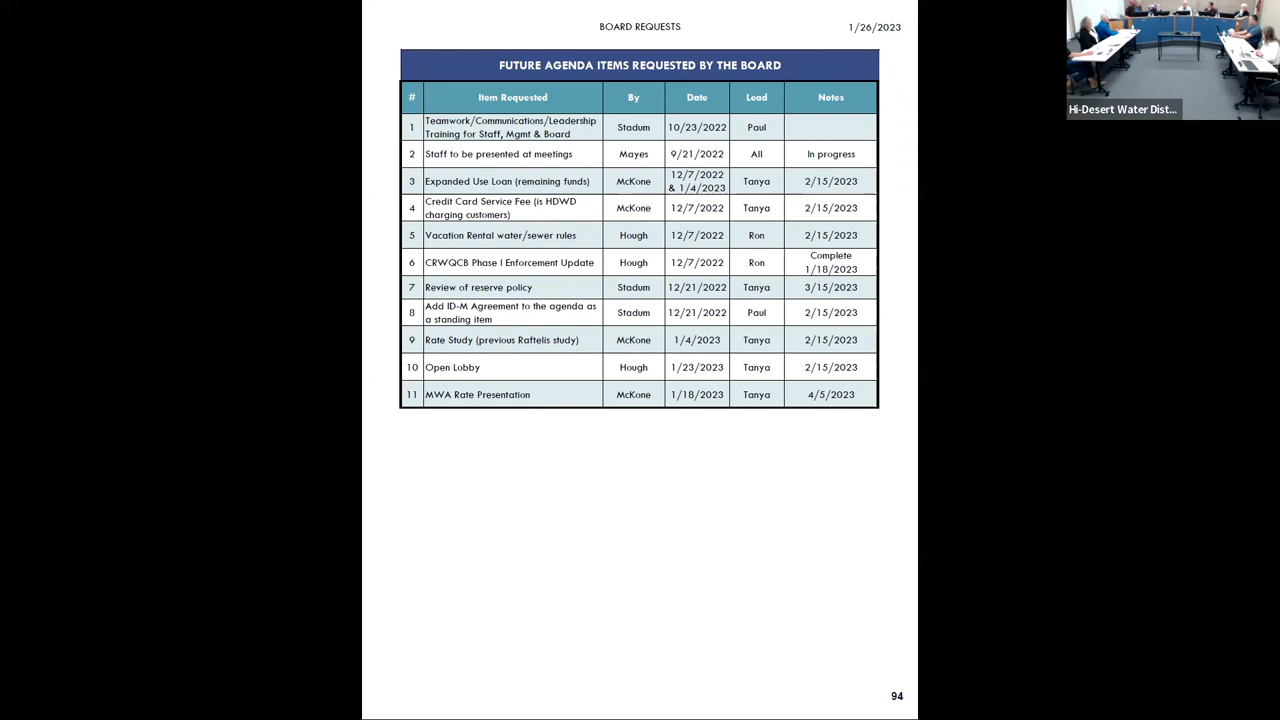 BOARD REQUESTS 1/26/2023
FUTURE AGENDA ITEMS REQUESTED BY THE BOARD
# Item Requested By Date Lead Notes
1 Teamwork/Communications/Leadership Training for Staff, Mgmt & Board Stadum 10/23/2022 Paul
2 Staff to be presented at meetings Mayes 9/21/2022 All In progress
3 Expanded Use Loan (remaining funds) McKone 12/7/2022 & 1/4/2023 Tanya 2/15/2023
4 Credit Card Service Fee (is HDWD charging customers) McKone 12/7/2022 Tanya 2/15/2023
5 Vacation Rental water/sewer rules Hough 12/7/2022 Ron 2/15/2023
6 CRWQCB Phase I Enforcement Update Hough 12/7/2022 Ron Complete 1/18/2023
7 Review of reserve policy Stadum 12/21/2022 Tanya 3/15/2023
8 Add ID-M Agreement to the agenda as a standing item Stadum 12/21/2022 Paul 2/15/2023
9 Rate Study (previous Raftelis study) McKone 1/4/2023 Tanya 2/15/2023
10 Open Lobby Hough 1/23/2023 Tanya 2/15/2023
11 MWA Rate Presentation McKone 1/18/2023 Tanya 4/5/2023
94
Hi-Desert Water Dist...